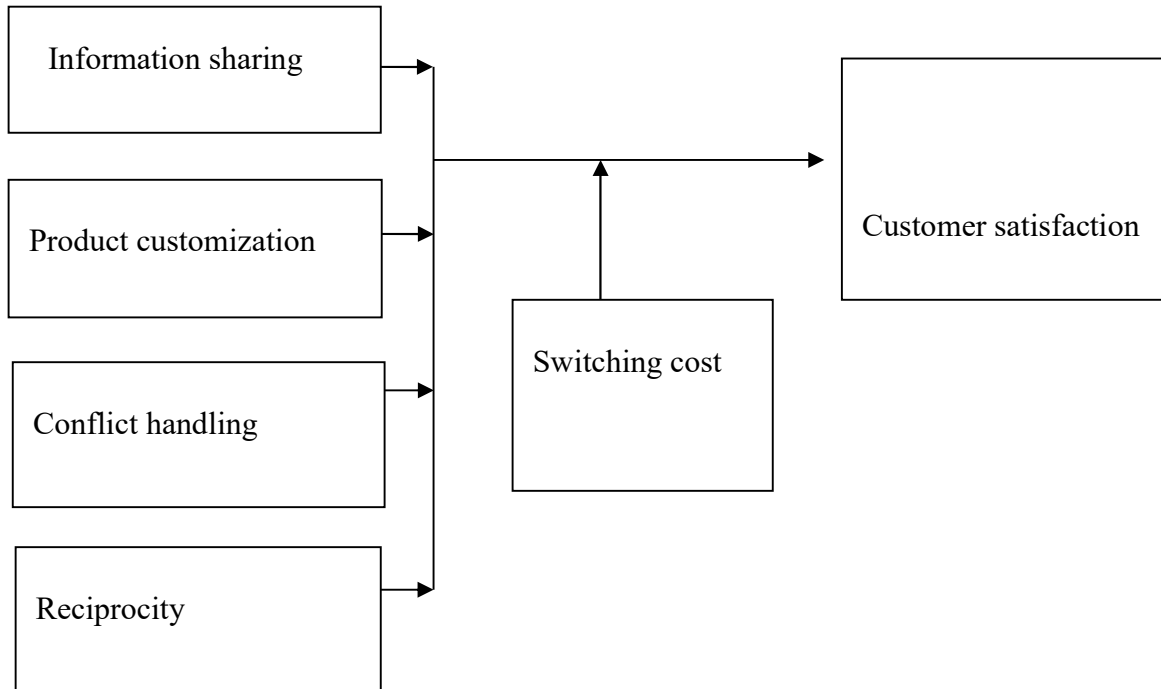 Information sharing
Product customization
Customer satisfaction
Switching cost
Conflict handling
Reciprocity